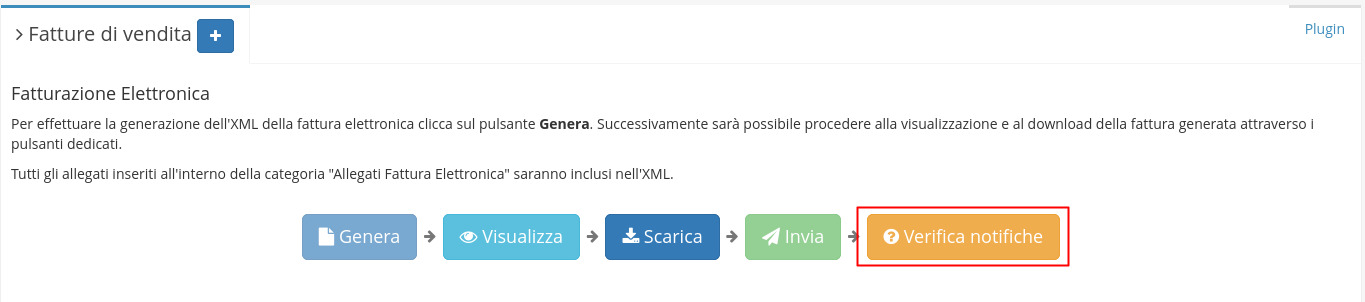 Fatture di vendita
Plugin
Fatturazione Elettronica
Per effettuare la generazione dell'XML della fattura elettronica clicca sul pulsante Genera. Successivamente sarà possibile procedere alla visualizzazione e al download della fattura generata attraverso i
pulsanti dedicati.
Tutti gli allegati inseriti all'interno della categoria "Allegati Fattura Elettronica" saranno inclusi nell'XML.
Genera Visualizza Scarica Invia Verifica notifiche